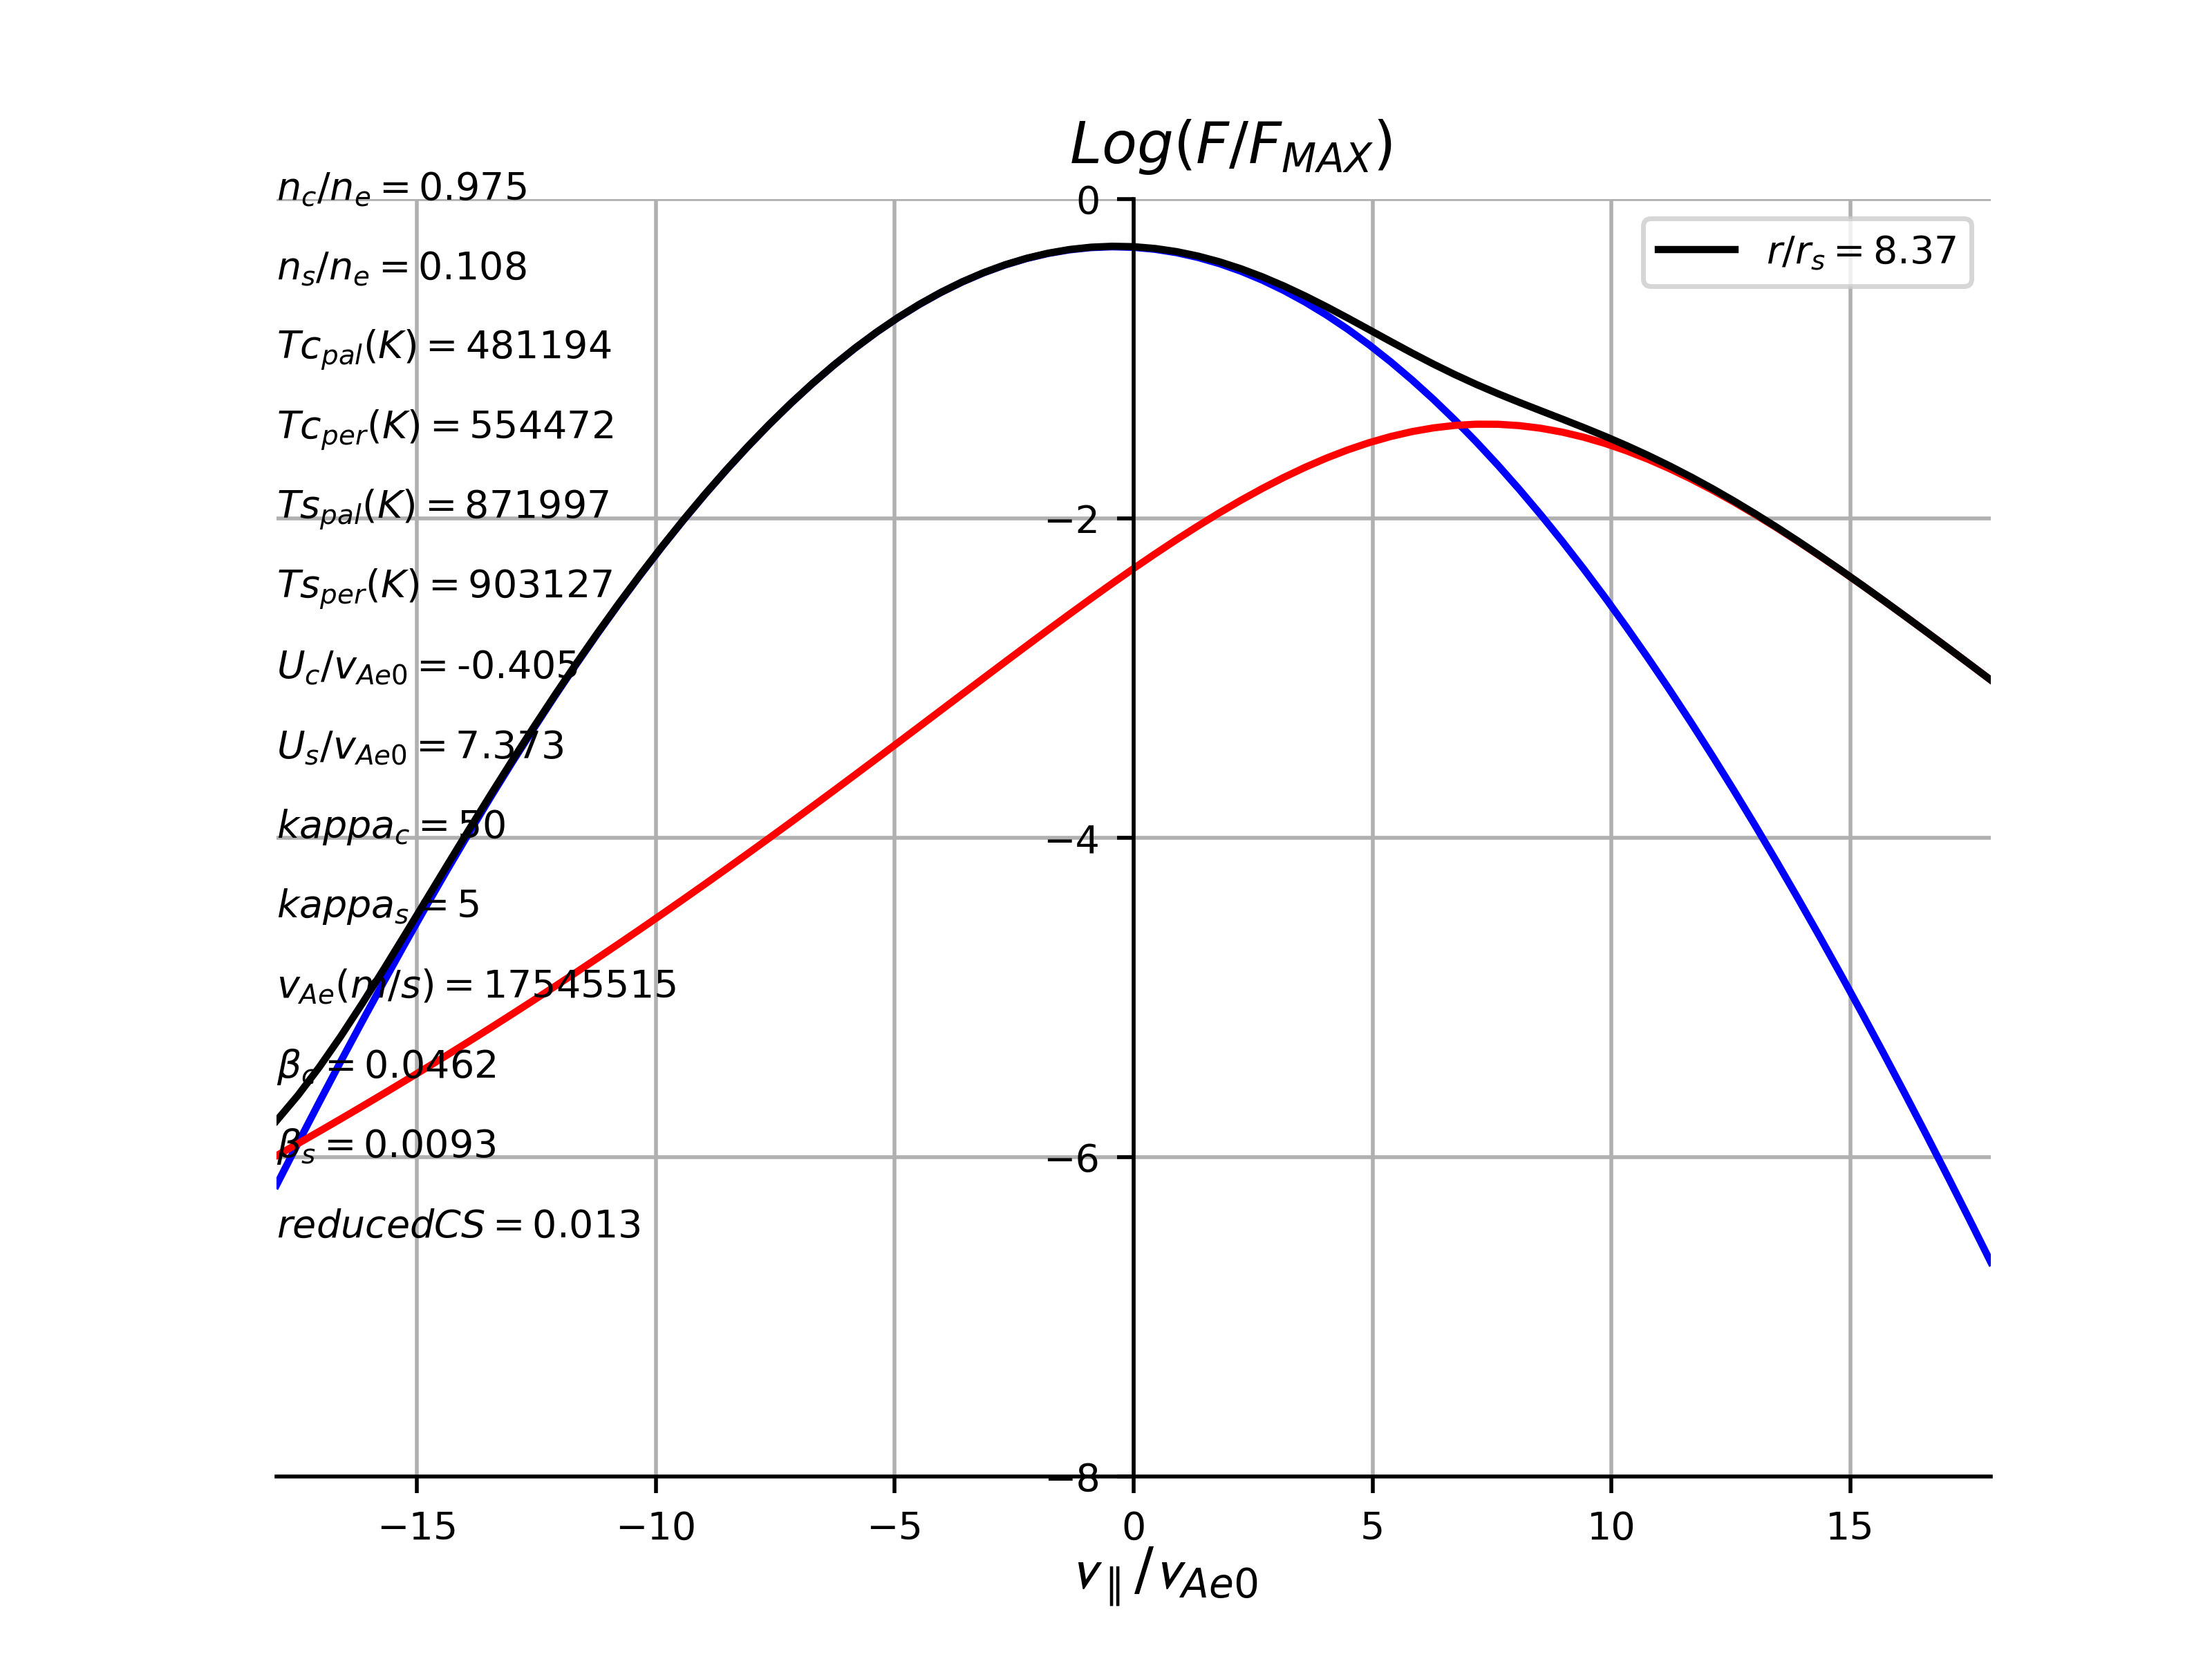 Log(F/F_MAX)
n_c/n_e = 0.975
0
r/r_s = 8.37
n_s/n_e = 0.108
Tc_pal(K) = 481194
Tc_per(K) = 554472
Ts_pal(K) = 871997
−2
Ts_per(K) = 903127
U_c/v_Ae0 = -0.405
U_s/v_Ae0 = 7.373
kappa_c = 50
−4
kappa_s = 5
v_Ae(m/s) = 17545515
β_c = 0.0462
β_s = 0.0093
−6
reducedCS = 0.013
−8
−15 −10 −5 0 5 10 15
v_∥/v_Ae0